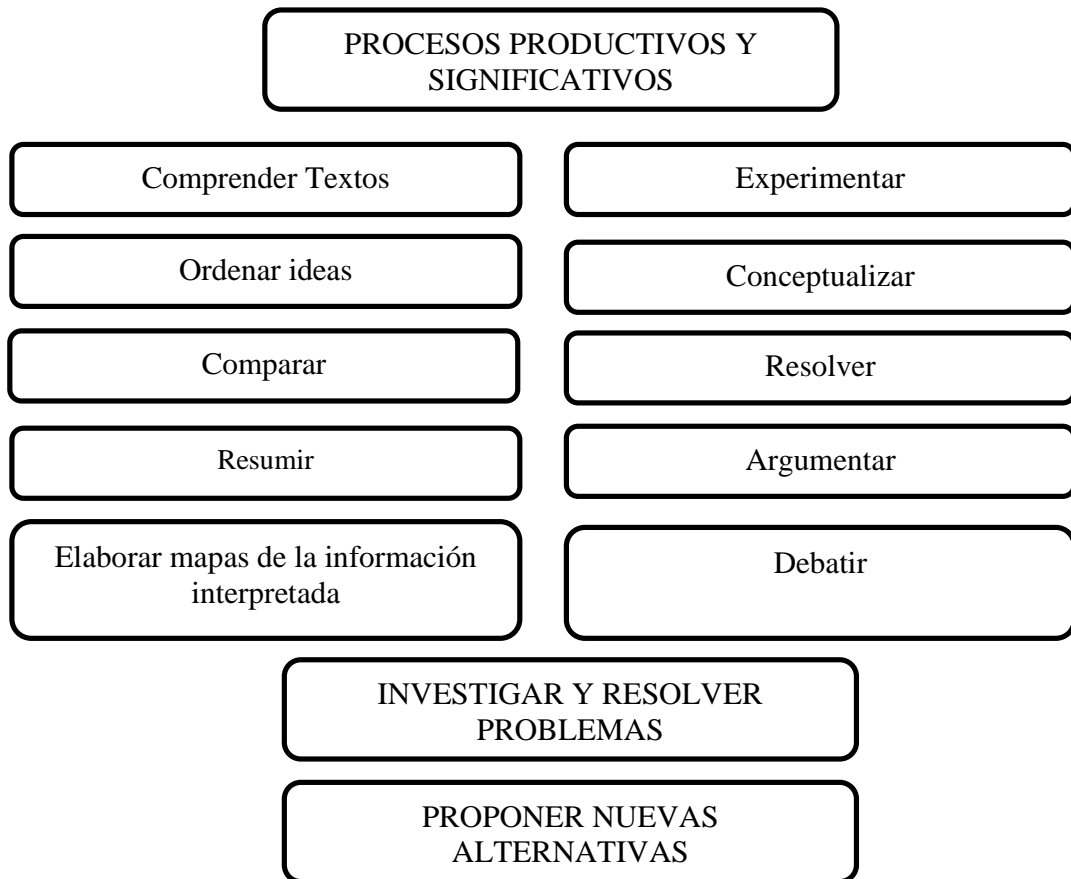 PROCESOS PRODUCTIVOS Y
SIGNIFICATIVOS
Comprender Textos
Experimentar
Ordenar ideas
Conceptualizar
Comparar
Resolver
Resumir
Argumentar
Elaborar mapas de la información
interpretada
Debatir
INVESTIGAR Y RESOLVER
PROBLEMAS
PROPONER NUEVAS
ALTERNATIVAS